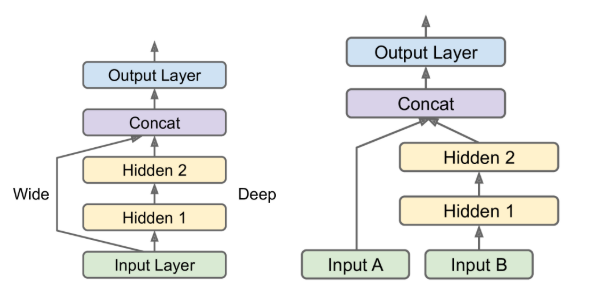 Output Layer
Concat
Hidden 2
Wide
Deep
Hidden 1
Input Layer
Output Layer
Concat
Hidden 2
Hidden 1
Input A
Input B